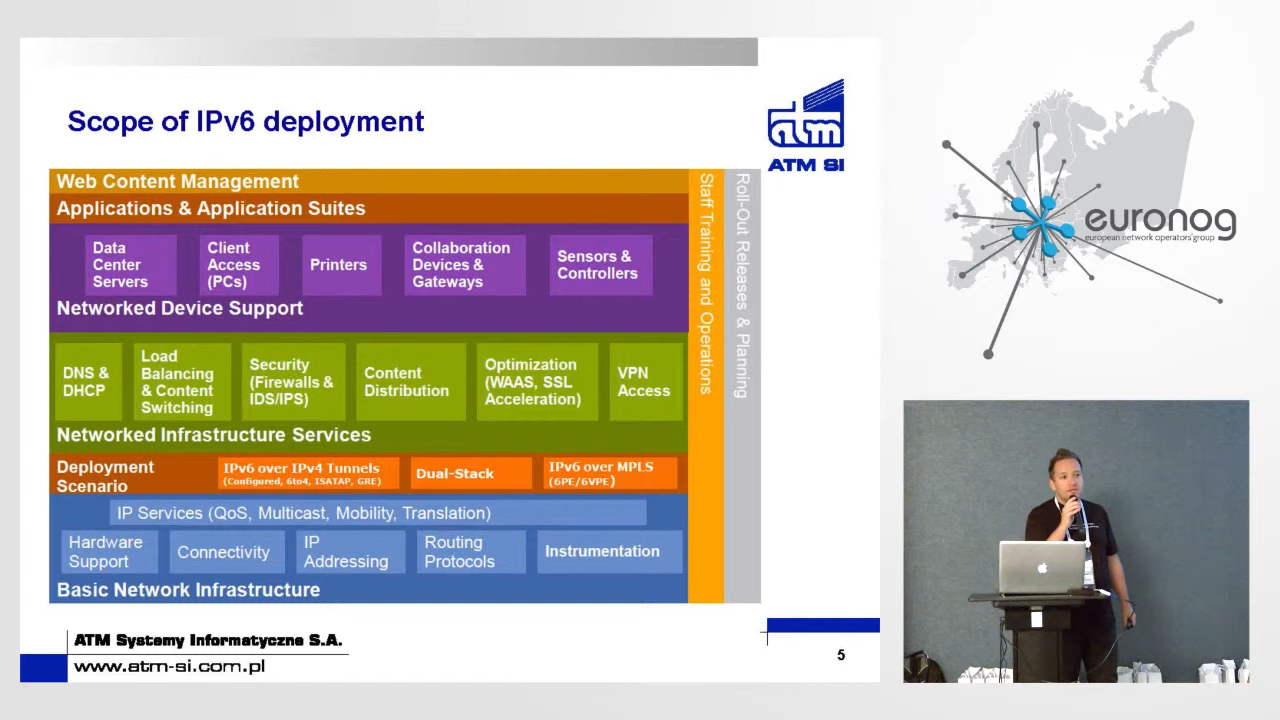 Scope of IPv6 deployment
atm
ATM SI
Web Content Management
Applications & Application Suites
Data
Center
Servers
Client
Access
(PCs)
Printers
Collaboration
Devices &
Gateways
Sensors &
Controllers
Networked Device Support
DNS &
DHCP
Load
Balancing
& Content
Switching
Security
(Firewalls &
IDS/IPS)
Content
Distribution
Optimization
(WAAS, SSL
Acceleration)
VPN
Access
Networked Infrastructure Services
Deployment
Scenario
IPv6 over IPv4 Tunnels
(Configured, 6to4, ISATAP, GRE)
Dual-Stack
IPv6 over MPLS
(6PE/6VPE)
IP Services (QoS, Multicast, Mobility, Translation)
Hardware
Support
Connectivity
IP
Addressing
Routing
Protocols
Instrumentation
Basic Network Infrastructure
Staff Training and Operations
Roll-Out Releases & Planning
ATM Systemy Informatyczne S.A.
www.atm-si.com.pl
5
euronog
european network operators' group